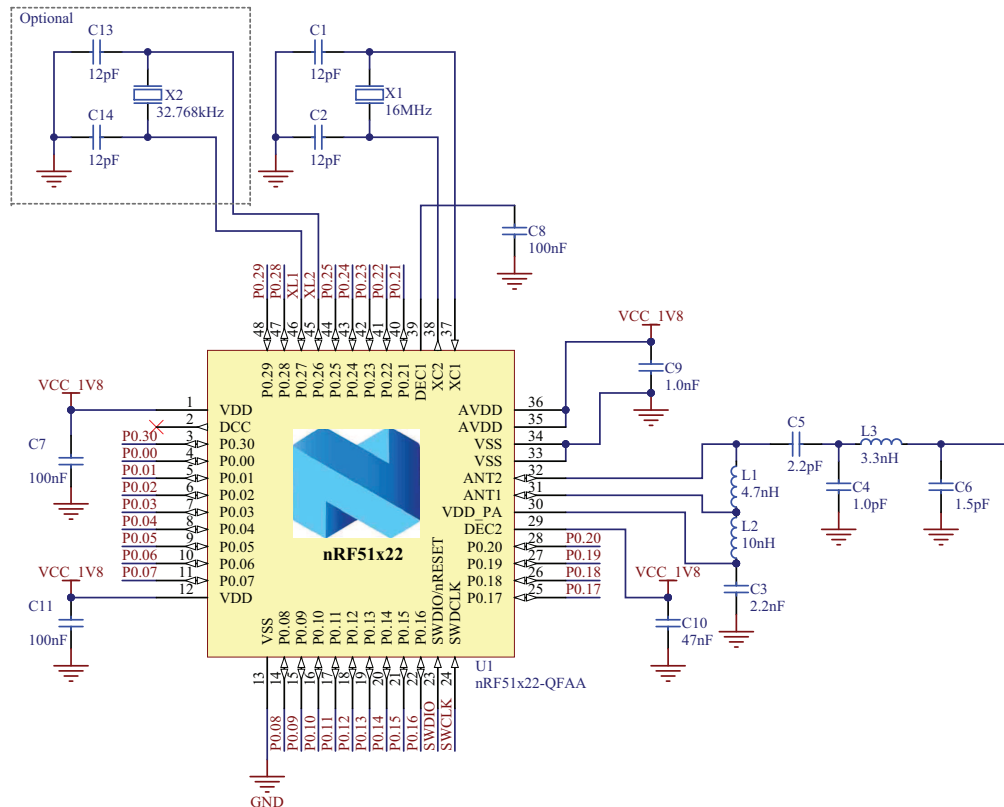 Optional
C13
12pF
X2
32.768kHz
C14
12pF
C1
12pF
X1
16MHz
C2
12pF
C8
100nF
P0.29
P0.28
XL1
XL2
P0.25
P0.24
P0.23
P0.22
P0.21
48
47
46
45
44
43
42
41
40
39
38
37
P0.29
P0.28
P0.27
P0.26
P0.25
P0.24
P0.23
P0.22
P0.21
DEC1
XC2
XC1
VCC_1V8
C7
100nF
P0.30
P0.00
P0.01
P0.02
P0.03
P0.04
P0.05
P0.06
P0.07
VCC_1V8
C11
100nF
1 VDD
2 DCC
3 P0.30
4 P0.00
5 P0.01
6 P0.02
7 P0.03
8 P0.04
9 P0.05
10 P0.06
11 P0.07
12 VDD
nRF51x22
AVDD 36
AVDD 35
VSS 34
VSS 33
ANT2 32
ANT1 31
VDD_PA 30
DEC2 29
P0.20 28 P0.20
P0.19 27 P0.19
P0.18 26 P0.18
P0.17 25 P0.17
VCC_1V8
C9
1.0nF
C5
2.2pF
L3
3.3nH
L1
4.7nH
C4
1.0pF
C6
1.5pF
L2
10nH
C3
2.2nF
VCC_1V8
C10
47nF
VSS
P0.08
P0.09
P0.10
P0.11
P0.12
P0.13
P0.14
P0.15
P0.16
SWDIO/nRESET
SWDCLK
U1
nRF51x22-QFAA
13
14
15
16
17
18
19
20
21
22
23
24
P0.08
P0.09
P0.10
P0.11
P0.12
P0.13
P0.14
P0.15
P0.16
SWDIO
SWCLK
GND